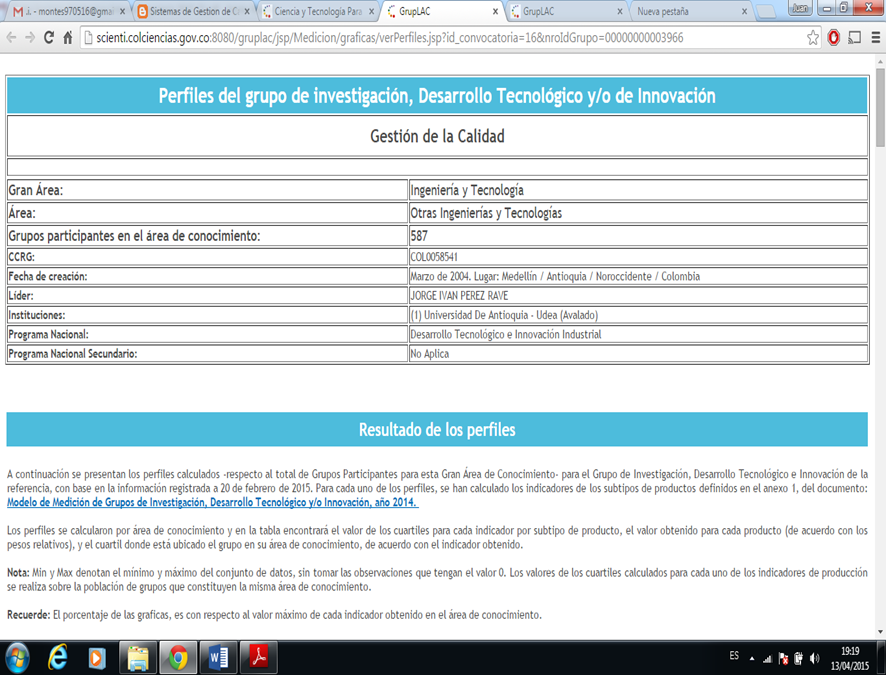 - montes970516@gma
Sistemas de Gestión de C
Ciencia y Tecnología Para
GrupLAC
GrupLAC
Nueva pestaña
Juan
scienti.colciencias.gov.co:8080/gruplac/jsp/Medicion/graficas/verPerfiles.jsp?id_convocatoria=16&nroIdGrupo=00000000003966
Perfiles del grupo de investigación, Desarrollo Tecnológico y/o de Innovación
Gestión de la Calidad
Gran Área: Ingeniería y Tecnología
Área: Otras Ingenierías y Tecnologías
Grupos participantes en el área de conocimiento: 587
CCRG: COL0058541
Fecha de creación: Marzo de 2004. Lugar: Medellín / Antioquia / Noroccidente / Colombia
Líder: JORGE IVAN PEREZ RAVE
Instituciones: (1) Universidad De Antioquia - Udea (Avalado)
Programa Nacional: Desarrollo Tecnológico e Innovación Industrial
Programa Nacional Secundario: No Aplica
Resultado de los perfiles
A continuación se presentan los perfiles calculados -respecto al total de Grupos Participantes para esta Gran Área de Conocimiento- para el Grupo de Investigación, Desarrollo Tecnológico e Innovación de la
referencia, con base en la información registrada a 20 de febrero de 2015. Para cada uno de los perfiles, se han calculado los indicadores de los subtipos de productos definidos en el anexo 1, del documento:
Modelo de Medición de Grupos de Investigación, Desarrollo Tecnológico y/o Innovación, año 2014.
Los perfiles se calcularon por área de conocimiento y en la tabla encontrará el valor de los cuartiles para cada indicador por subtipo de producto, el valor obtenido para cada producto (de acuerdo con los
pesos relativos), y el cuartil donde está ubicado el grupo en su área de conocimiento, de acuerdo con el indicador obtenido.
Nota: Min y Max denotan el mínimo y máximo del conjunto de datos, sin tomar las observaciones que tengan el valor 0. Los valores de los cuartiles calculados para cada uno de los indicadores de producción
se realiza sobre la población de grupos que constituyen la misma área de conocimiento.
Recuerde: El porcentaje de las graficas, es con respecto al valor máximo de cada indicador obtenido en el área de conocimiento.
ES
19:19
13/04/2015